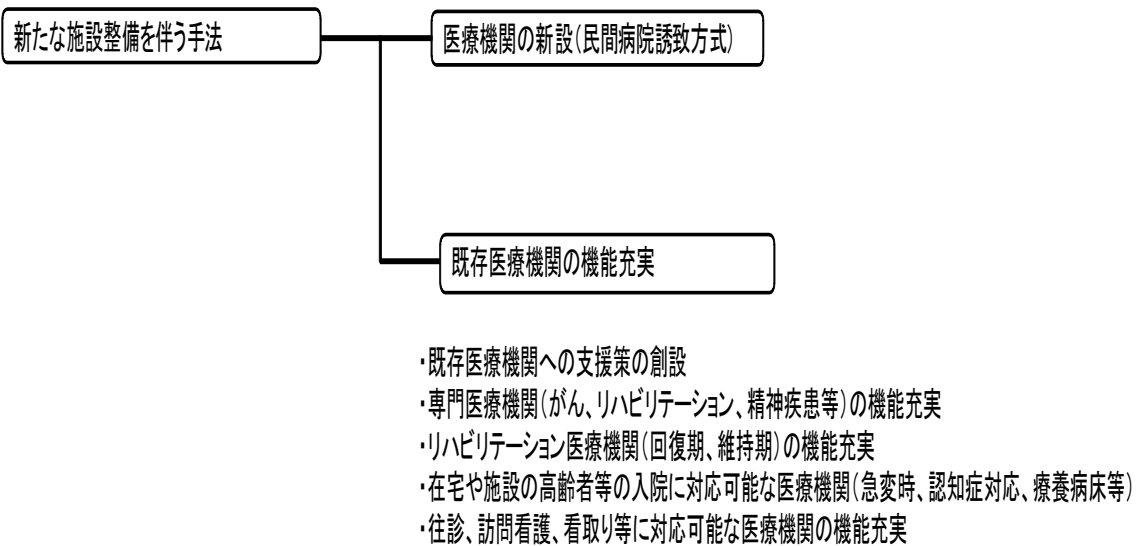 新たな施設整備を伴う手法
医療機関の新設(民間病院誘致方式)
既存医療機関の機能充実
・既存医療機関への支援策の創設
・専門医療機関(がん、リハビリテーション、精神疾患等)の機能充実
・リハビリテーション医療機関(回復期、維持期)の機能充実
・在宅や施設の高齢者等の入院に対応可能な医療機関(急変時、認知症対応、療養病床等)
・往診、訪問看護、看取り等に対応可能な医療機関の機能充実